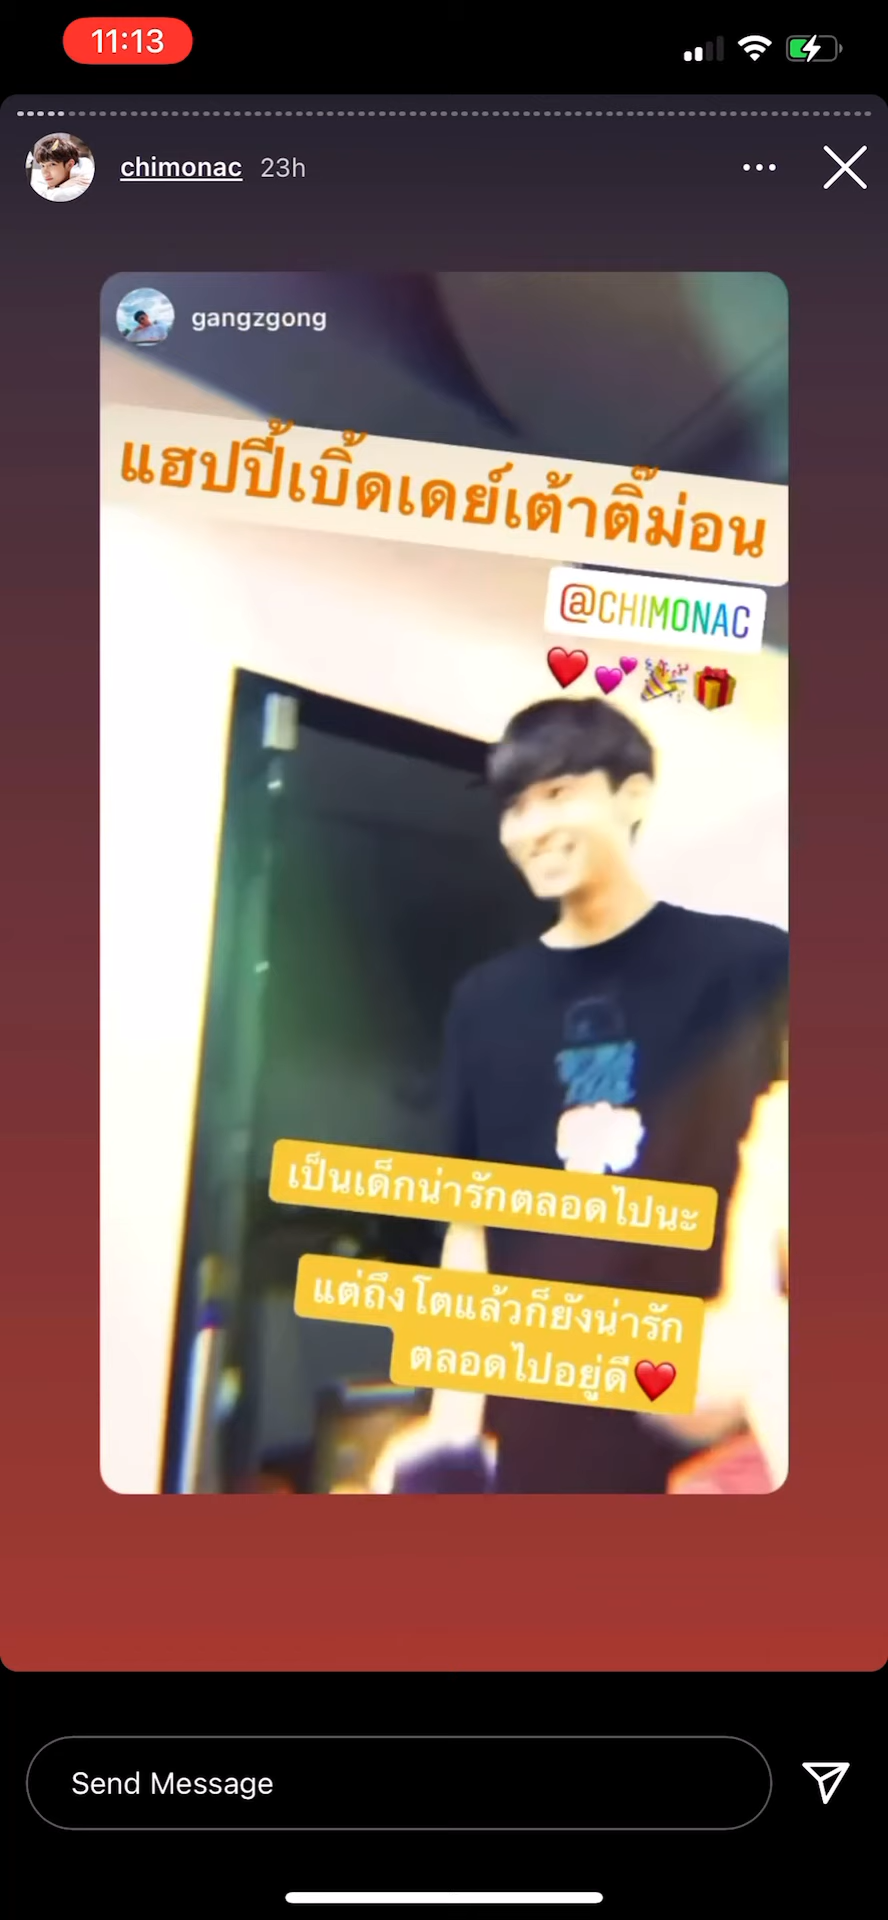 11:13
chimonac 23h
gangzgong
แฮปปี้เบิ้ดเดย์เต้าติ๊ม่อน
@CHIMONAC
เป็นเด็กน่ารักตลอดไปนะ
แต่ถึงโตแล้วก็ยังน่ารัก
ตลอดไปอยู่ดี
Send Message